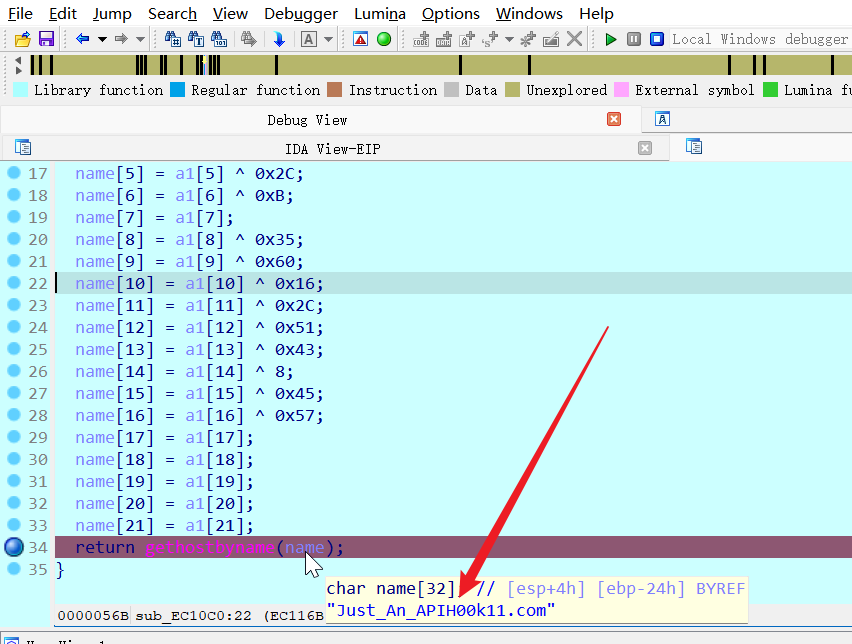 File Edit Jump Search View Debugger Lumina Options Windows Help
Local Windows debugger
Library function Regular function Instruction Data Unexplored External symbol Lumina fu
Debug View
IDA View-EIP
17 name[5] = a1[5] ^ 0x2C;
18 name[6] = a1[6] ^ 0xB;
19 name[7] = a1[7];
20 name[8] = a1[8] ^ 0x35;
21 name[9] = a1[9] ^ 0x60;
22 name[10] = a1[10] ^ 0x16;
23 name[11] = a1[11] ^ 0x2C;
24 name[12] = a1[12] ^ 0x51;
25 name[13] = a1[13] ^ 0x43;
26 name[14] = a1[14] ^ 8;
27 name[15] = a1[15] ^ 0x45;
28 name[16] = a1[16] ^ 0x57;
29 name[17] = a1[17];
30 name[18] = a1[18];
31 name[19] = a1[19];
32 name[20] = a1[20];
33 name[21] = a1[21];
34 return gethostbyname(name);
35 }
char name[32]; // [esp+4h] [ebp-24h] BYREF
"Just_An_APIH00k11.com"
0000056B sub_EC10C0:22 (EC116B